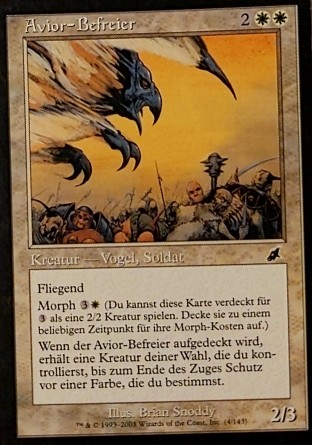 Avior-Befreier 2
Kreatur — Vogel, Soldat
Fliegend
Morph 3 (Du kannst diese Karte verdeckt für
3 als eine 2/2 Kreatur spielen. Decke sie zu einem
beliebigen Zeitpunkt für ihre Morph-Kosten auf.)
Wenn der Avior-Befreier aufgedeckt wird,
erhält eine Kreatur deiner Wahl, die du kon-
trollierst, bis zum Ende des Zuges Schutz
vor einer Farbe, die du bestimmst.
Illus. Brian Snoddy
™ & © 1993-2003 Wizards of the Coast, Inc. (4/143)
2/3